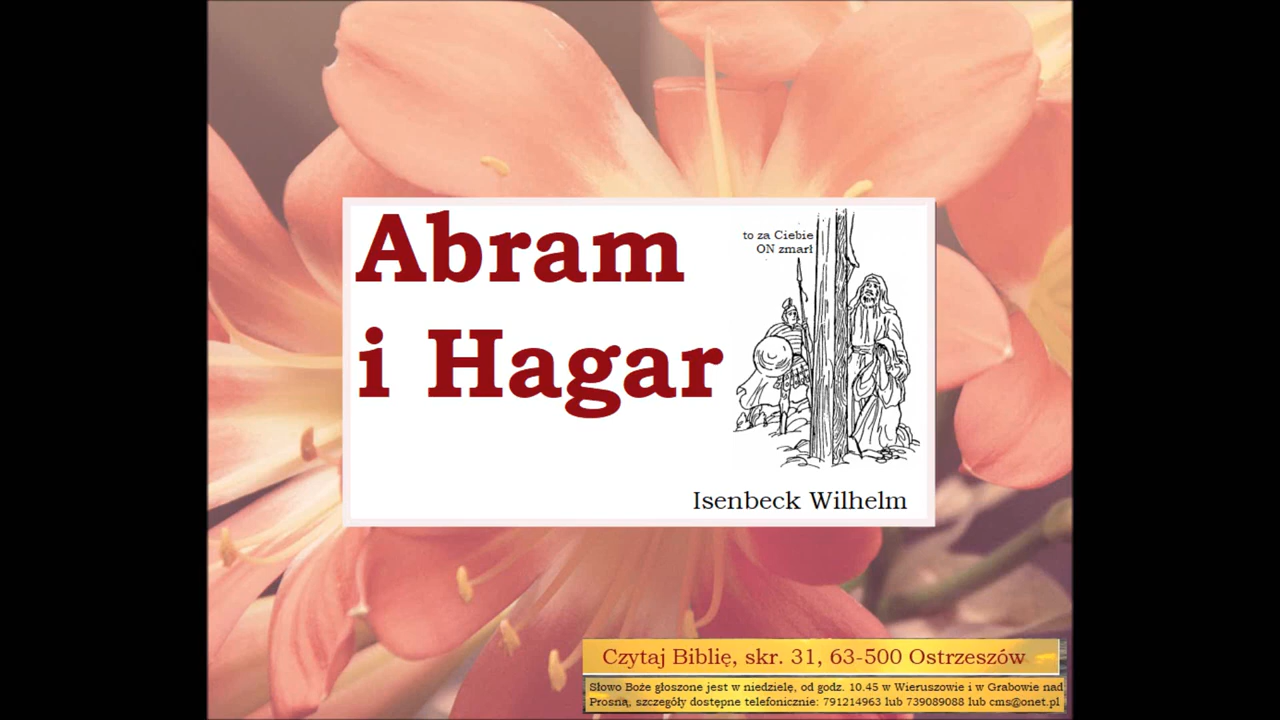 Abram
i Hagar
to za Ciebie
ON zmarł
Isenbeck Wilhelm
Czytaj Biblię, skr. 31, 63-500 Ostrzeszów
Słowo Boże głoszone jest w niedzielę, od godz. 10.45 w Wieruszowie i w Grabowie nad
Prosną, szczegóły dostępne telefonicznie: 791214963 lub 739089088 lub cms@onet.pl